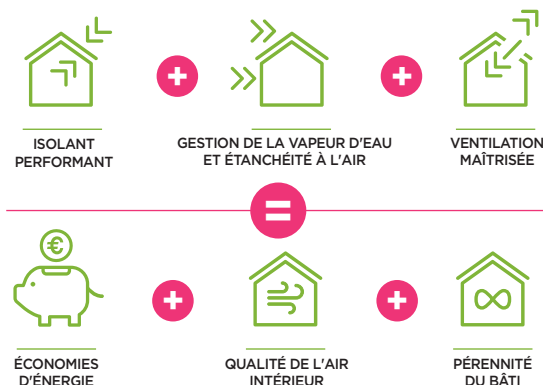 + +
ISOLANT GESTION DE LA VAPEUR D'EAU VENTILATION
PERFORMANT ET ÉTANCHÉITÉ À L'AIR MAÎTRISÉE
=
€
+ +
ÉCONOMIES QUALITÉ DE L'AIR PÉRENNITÉ
D'ÉNERGIE INTÉRIEUR DU BÂTI